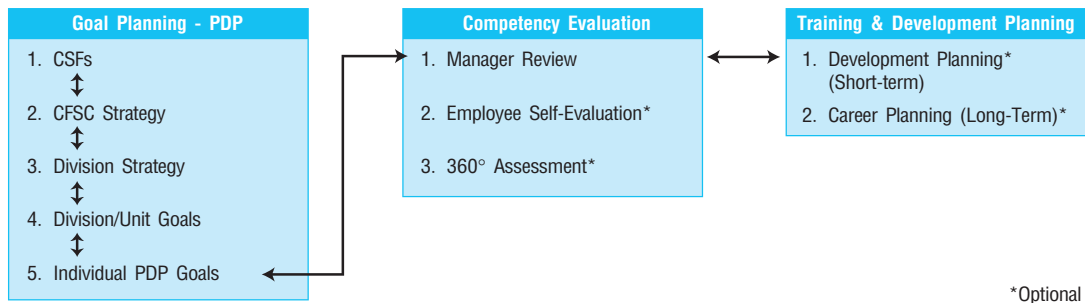 Goal Planning - PDP
1. CSFs
2. CFSC Strategy
3. Division Strategy
4. Division/Unit Goals
5. Individual PDP Goals
Competency Evaluation
1. Manager Review
2. Employee Self-Evaluation*
3. 360° Assessment*
Training & Development Planning
1. Development Planning*
(Short-term)
2. Career Planning (Long-Term)*
*Optional